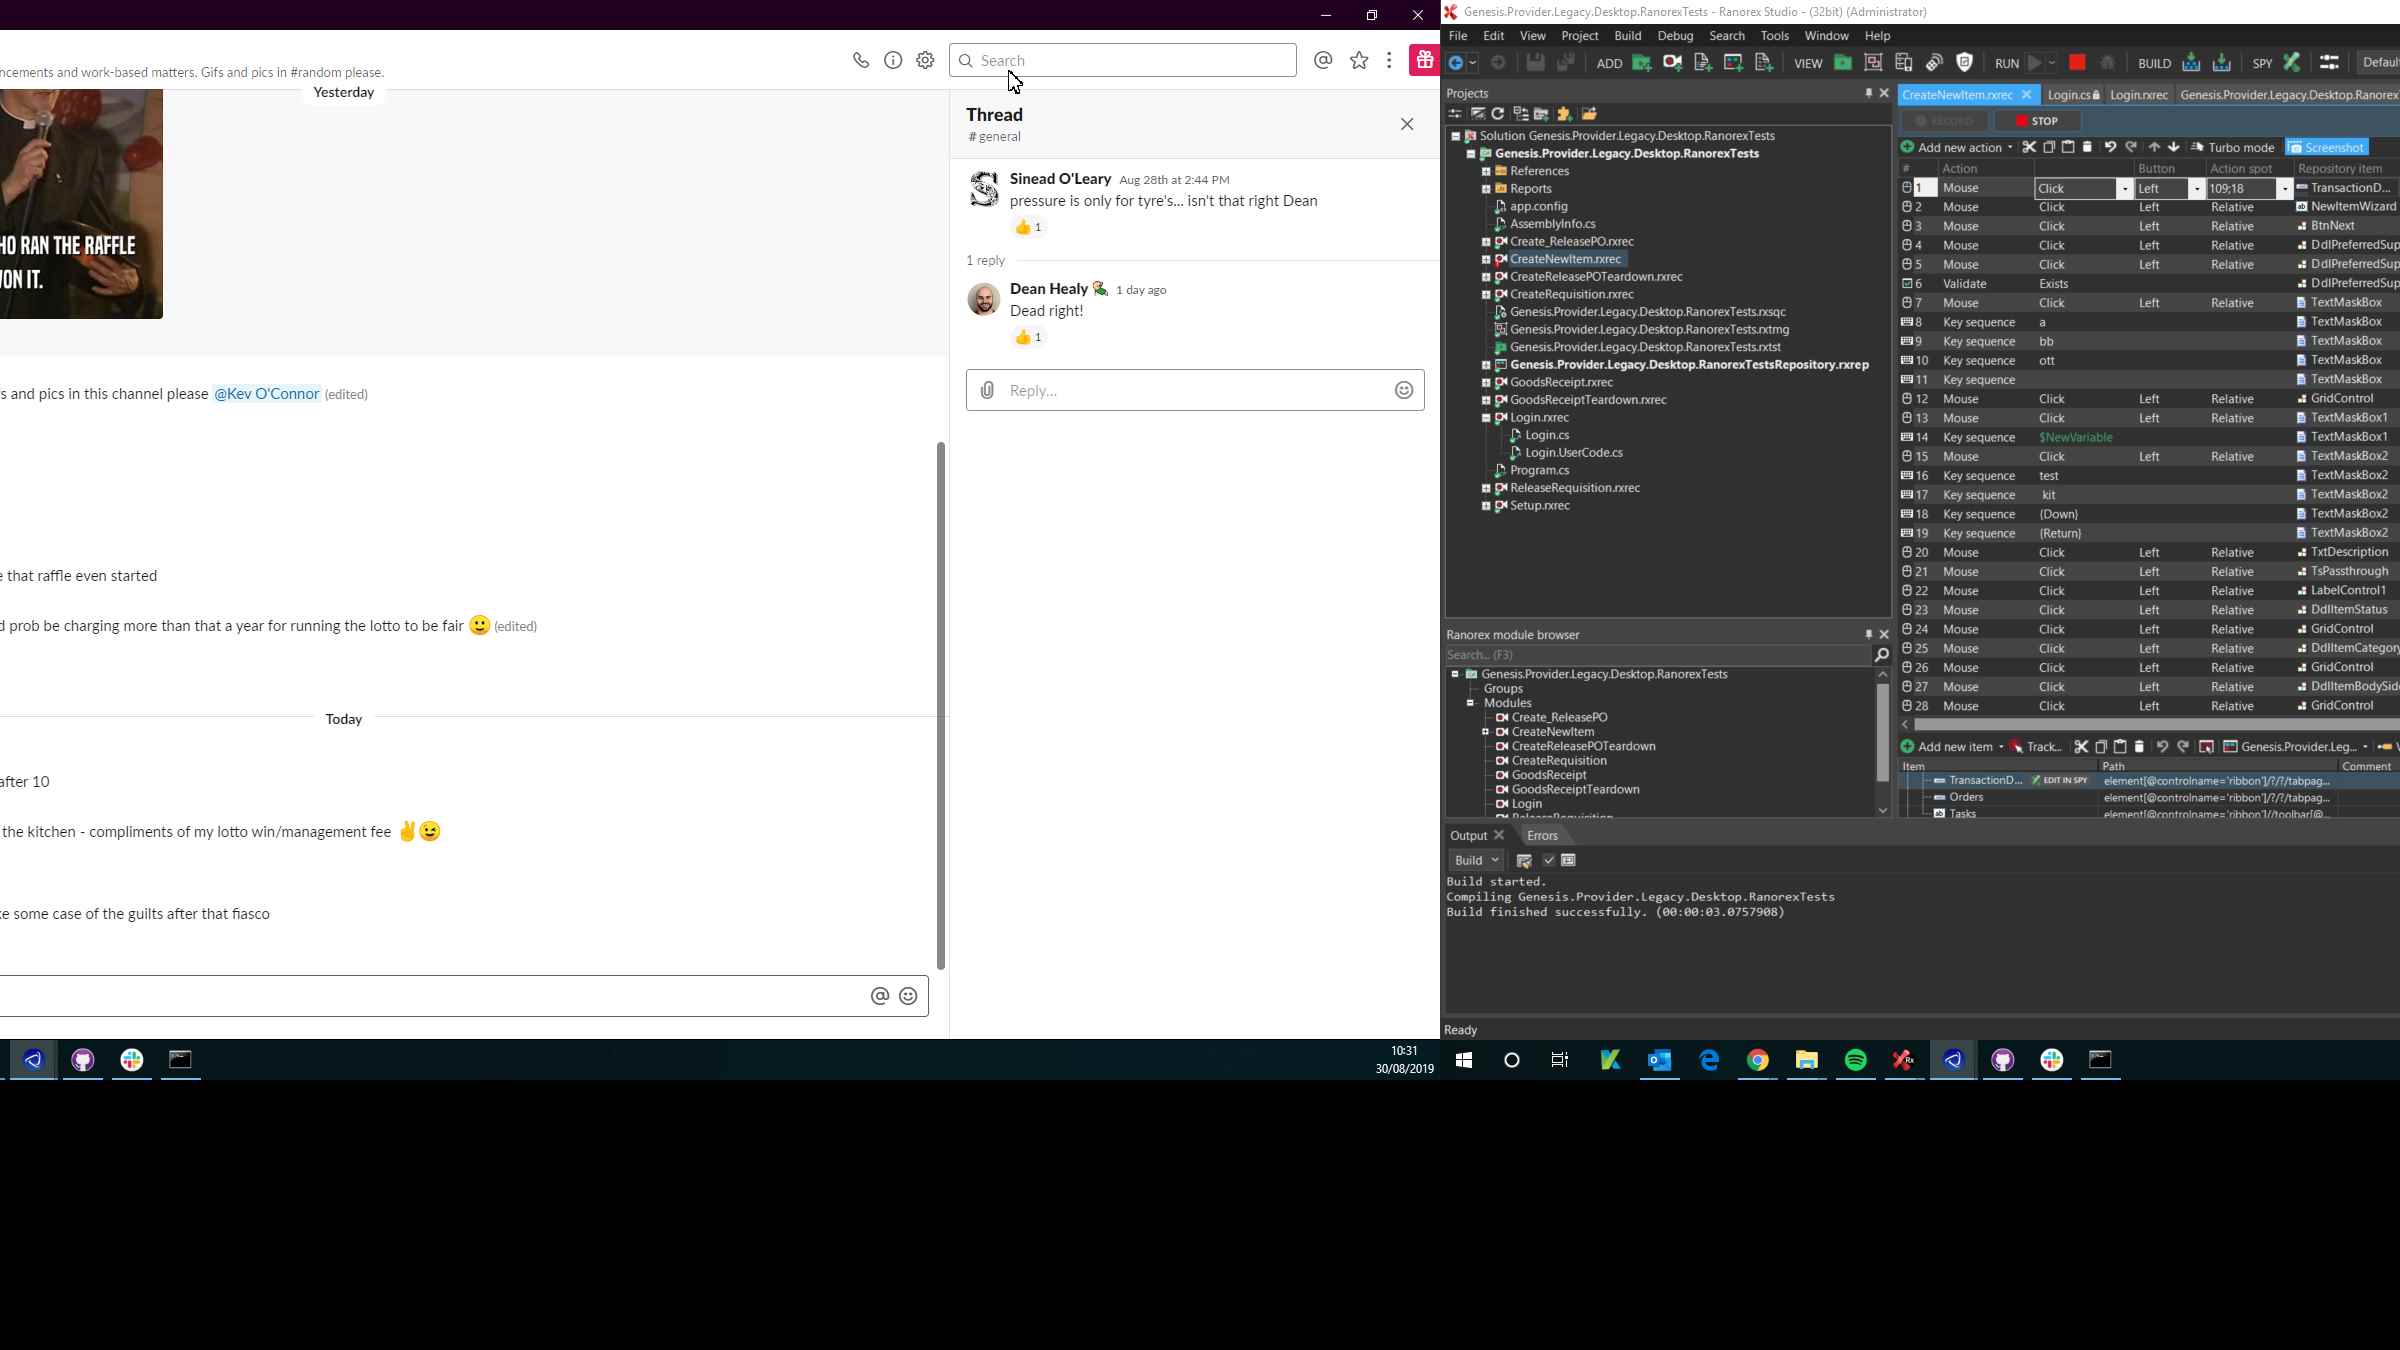 ncements and work-based matters. Gifs and pics in #random please.
Search
Yesterday
HO RAN THE RAFFLE
ON IT.
s and pics in this channel please @Kev O'Connor (edited)
e that raffle even started
d prob be charging more than that a year for running the lotto to be fair 🙂 (edited)
Today
after 10
the kitchen - compliments of my lotto win/management fee ✌️😉
ke some case of the guilts after that fiasco
Thread
# general
Sinead O'Leary Aug 28th at 2:44 PM
pressure is only for tyre's... isn't that right Dean
👍 1
1 reply
Dean Healy 1 day ago
Dead right!
👍 1
Reply...
10:31
30/08/2019
Genesis.Provider.Legacy.Desktop.RanorexTests - Ranorex Studio - (32bit) (Administrator)
File Edit View Project Build Debug Search Tools Window Help
ADD VIEW RUN BUILD SPY Defaul
Projects
Solution Genesis.Provider.Legacy.Desktop.RanorexTests
Genesis.Provider.Legacy.Desktop.RanorexTests
References
Reports
app.config
AssemblyInfo.cs
Create_ReleasePO.rxrec
CreateNewItem.rxrec
CreateReleasePOTeardown.rxrec
CreateRequisition.rxrec
Genesis.Provider.Legacy.Desktop.RanorexTests.rxsqc
Genesis.Provider.Legacy.Desktop.RanorexTests.rxtmg
Genesis.Provider.Legacy.Desktop.RanorexTests.rxtst
Genesis.Provider.Legacy.Desktop.RanorexTestsRepository.rxrep
GoodsReceipt.rxrec
GoodsReceiptTeardown.rxrec
Login.rxrec
Login.cs
Login.UserCode.cs
Program.cs
ReleaseRequisition.rxrec
Setup.rxrec
Ranorex module browser
Search... (F3)
Genesis.Provider.Legacy.Desktop.RanorexTests
Groups
Modules
Create_ReleasePO
CreateNewItem
CreateReleasePOTeardown
CreateRequisition
GoodsReceipt
GoodsReceiptTeardown
Login
ReleaseRequisition
CreateNewItem.rxrec Login.cs Login.rxrec Genesis.Provider.Legacy.Desktop.Ranorex
RECORD STOP
Add new action Turbo mode Screenshot
# Action Button Action spot Repository item
1 Mouse Click Left 109;18 TransactionD...
2 Mouse Click Left Relative NewItemWizard
3 Mouse Click Left Relative BtnNext
4 Mouse Click Left Relative DdlPreferredSup
5 Mouse Click Left Relative DdlPreferredSup
6 Validate Exists DdlPreferredSup
7 Mouse Click Left Relative TextMaskBox
8 Key sequence a TextMaskBox
9 Key sequence bb TextMaskBox
10 Key sequence ott TextMaskBox
11 Key sequence TextMaskBox
12 Mouse Click Left Relative GridControl
13 Mouse Click Left Relative TextMaskBox1
14 Key sequence $NewVariable TextMaskBox1
15 Mouse Click Left Relative TextMaskBox2
16 Key sequence test TextMaskBox2
17 Key sequence kit TextMaskBox2
18 Key sequence {Down} TextMaskBox2
19 Key sequence {Return} TextMaskBox2
20 Mouse Click Left Relative TxtDescription
21 Mouse Click Left Relative TsPassthrough
22 Mouse Click Left Relative LabelControl1
23 Mouse Click Left Relative DdlItemStatus
24 Mouse Click Left Relative GridControl
25 Mouse Click Left Relative DdlItemCategory
26 Mouse Click Left Relative GridControl
27 Mouse Click Left Relative DdlItemBodySid
28 Mouse Click Left Relative GridControl
Add new item Track... Genesis.Provider.Leg...
Item Path Comment
TransactionD... EDIT IN SPY element[@controlname='ribbon']/?/?/tabpag...
Orders element[@controlname='ribbon']/?/?/tabpag...
Tasks element[@controlname='ribbon']//toolbar[@...
Output Errors
Build
Build started.
Compiling Genesis.Provider.Legacy.Desktop.RanorexTests
Build finished successfully. (00:00:03.0757908)
Ready